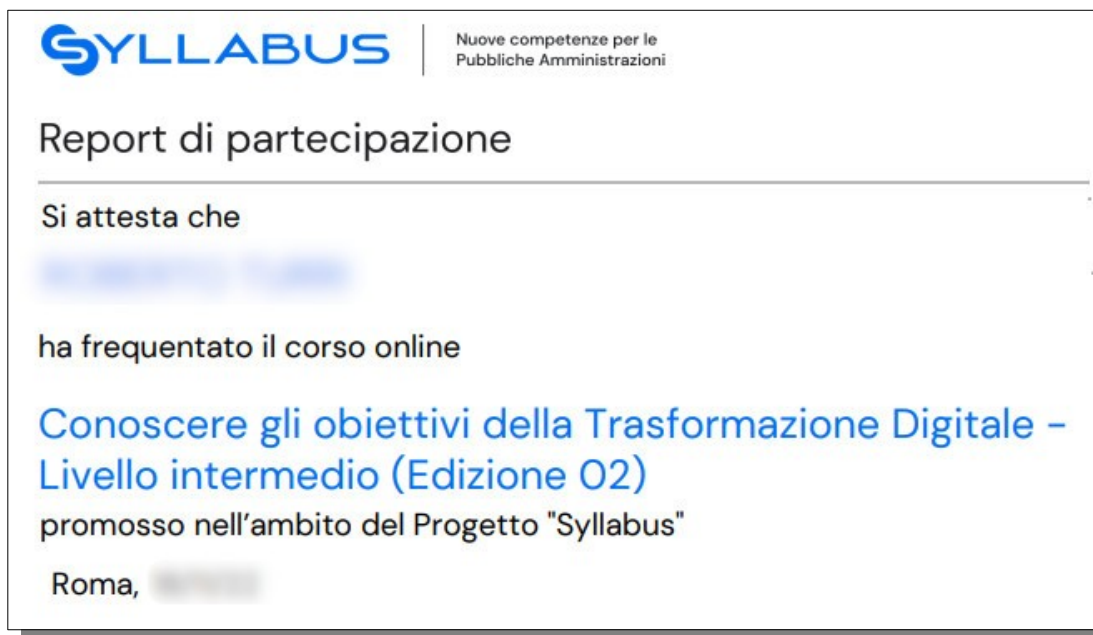 SYLLABUS
Nuove competenze per le
Pubbliche Amministrazioni
Report di partecipazione
Si attesta che
ha frequentato il corso online
Conoscere gli obiettivi della Trasformazione Digitale -
Livello intermedio (Edizione 02)
promosso nell'ambito del Progetto "Syllabus"
Roma,